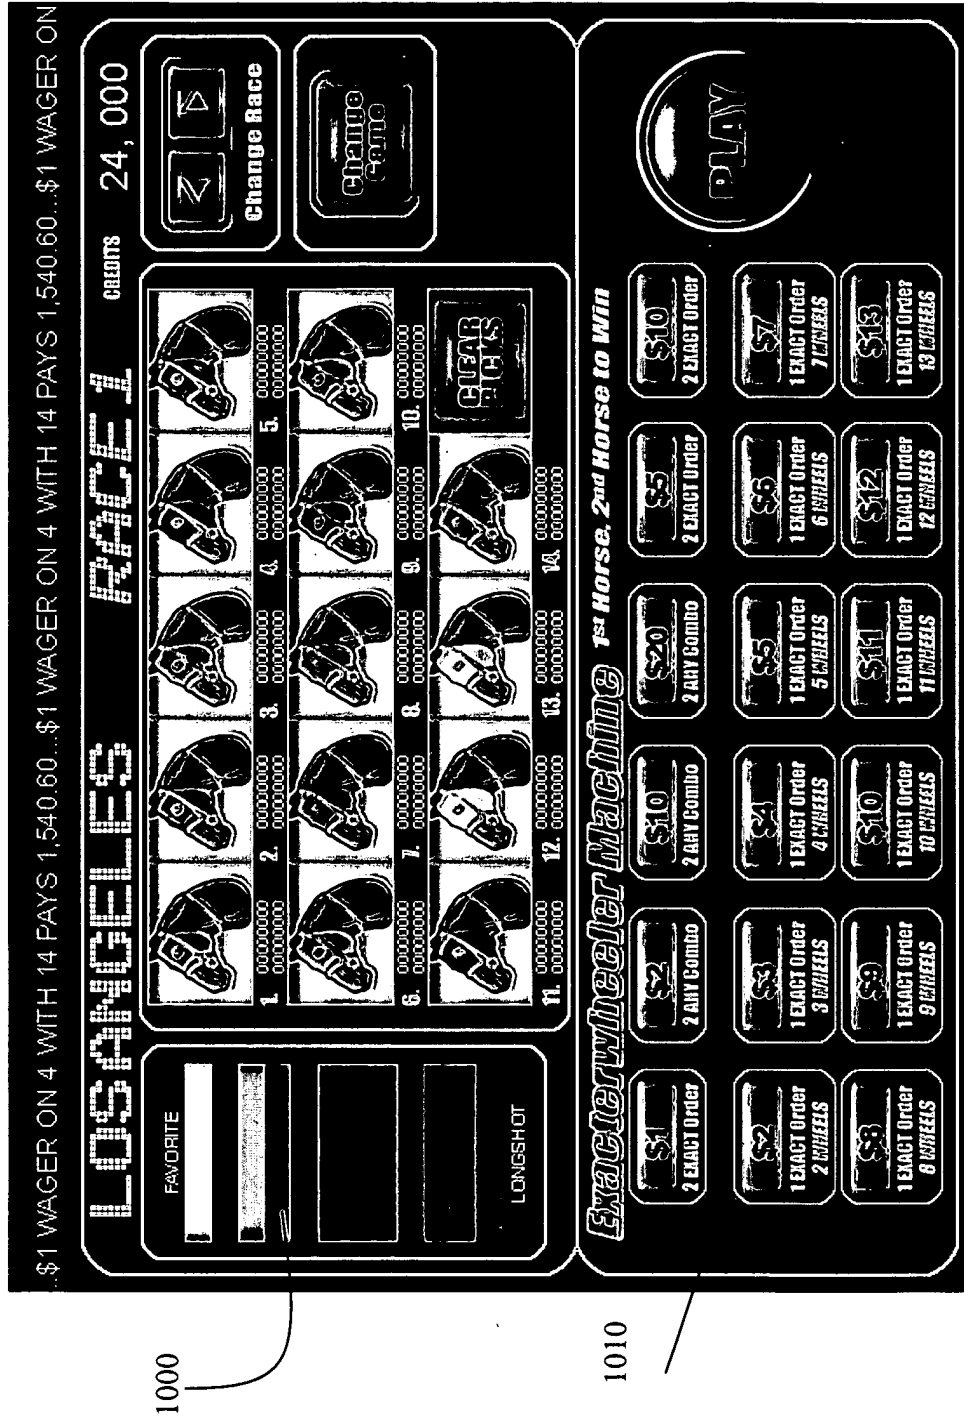 ...$1 WAGER ON 4 WITH 14 PAYS 1,540.60...$1 WAGER ON 4 WITH 14 PAYS 1,540.60...$1 WAGER ON
LOS ANGELES RACE 1 CREDITS 24, 000
FAVORITE
LONGSHOT
1. 2. 3. 4. 5.
6. 7. 8. 9. 10.
11. 12. 13. 14.
CLEAR PICKS
Change Race
Change
Game
Exacterwheeler Machine 1st Horse, 2nd Horse to Win
$1 $2 $10 $20 $5 $10
2 EXACT Order 2 ANY Combo 2 ANY Combo 2 ANY Combo 2 EXACT Order 2 EXACT Order
$2 $3 $4 $5 $6 $7
1 EXACT Order 1 EXACT Order 1 EXACT Order 1 EXACT Order 1 EXACT Order 1 EXACT Order
2 WHEELS 3 WHEELS 4 WHEELS 5 WHEELS 6 WHEELS 7 WHEELS
$8 $9 $10 $11 $12 $13
1 EXACT Order 1 EXACT Order 1 EXACT Order 1 EXACT Order 1 EXACT Order 1 EXACT Order
8 WHEELS 9 WHEELS 10 WHEELS 11 WHEELS 12 WHEELS 13 WHEELS
PLAY
1000
1010